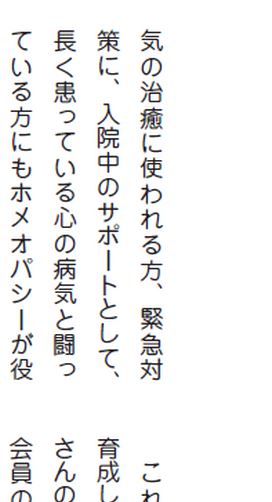 気の治癒に使われる方、緊急対
策に、入院中のサポートとして、
長く患っている心の病気と闘っ
ている方にもホメオパシーが役
これ
育成し
さんの
会員の